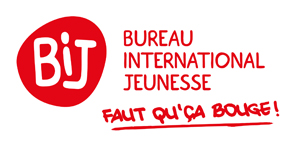 BiJ
BUREAU
INTERNATIONAL
JEUNESSE
FAUT QU'ÇA BOUGE!